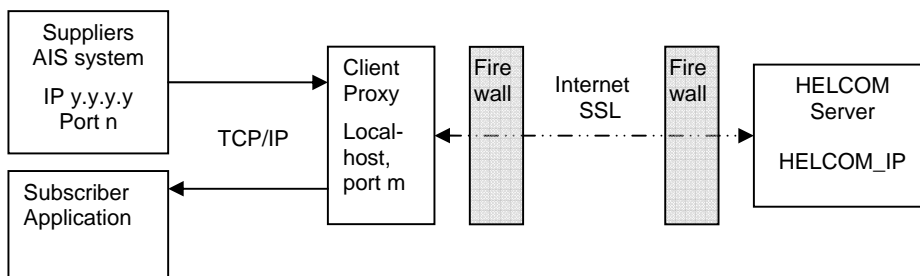 Suppliers
AIS system
IP y.y.y.y
Port n
TCP/IP
Subscriber
Application
Client
Proxy
Local-
host,
port m
Fire
wall
Internet
SSL
Fire
wall
HELCOM
Server
HELCOM_IP